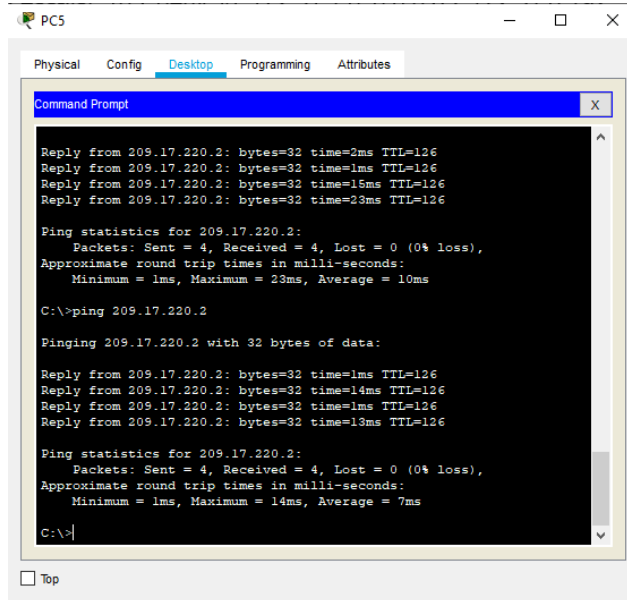 PC5
Physical Config Desktop Programming Attributes
Command Prompt
X
Reply from 209.17.220.2: bytes=32 time=2ms TTL=126
Reply from 209.17.220.2: bytes=32 time=1ms TTL=126
Reply from 209.17.220.2: bytes=32 time=15ms TTL=126
Reply from 209.17.220.2: bytes=32 time=23ms TTL=126
Ping statistics for 209.17.220.2:
Packets: Sent = 4, Received = 4, Lost = 0 (0% loss),
Approximate round trip times in milli-seconds:
Minimum = 1ms, Maximum = 23ms, Average = 10ms
C:\>ping 209.17.220.2
Pinging 209.17.220.2 with 32 bytes of data:
Reply from 209.17.220.2: bytes=32 time=1ms TTL=126
Reply from 209.17.220.2: bytes=32 time=14ms TTL=126
Reply from 209.17.220.2: bytes=32 time=1ms TTL=126
Reply from 209.17.220.2: bytes=32 time=13ms TTL=126
Ping statistics for 209.17.220.2:
Packets: Sent = 4, Received = 4, Lost = 0 (0% loss),
Approximate round trip times in milli-seconds:
Minimum = 1ms, Maximum = 14ms, Average = 7ms
C:\>
Top